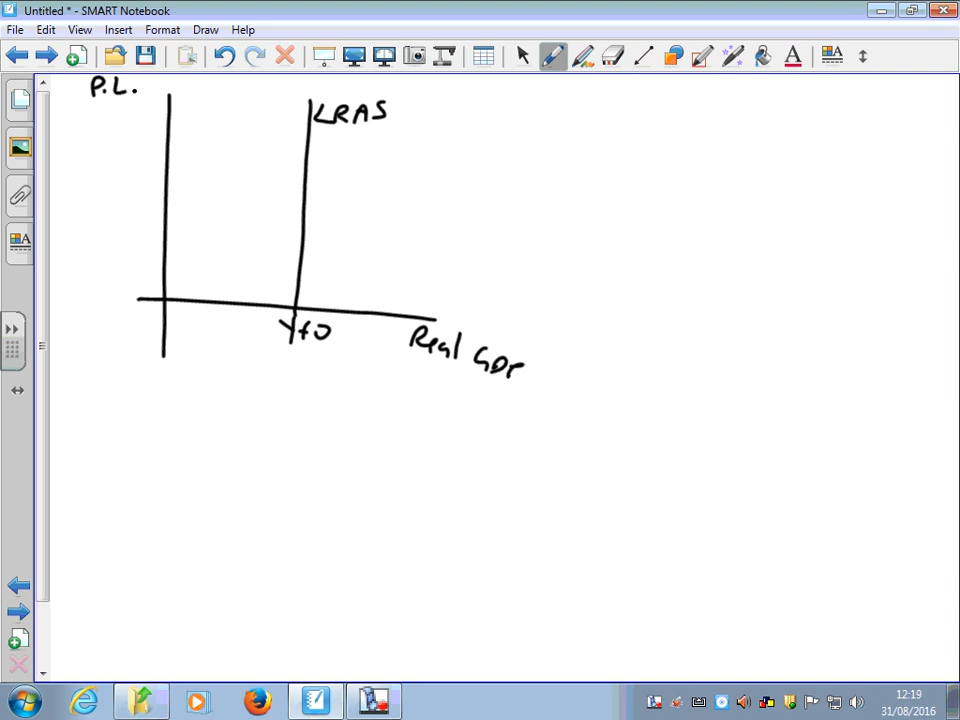 Untitled * - SMART Notebook
File Edit View Insert Format Draw Help
P.L.
LRAS
Yfo
Real GDP
12:19
31/08/2016